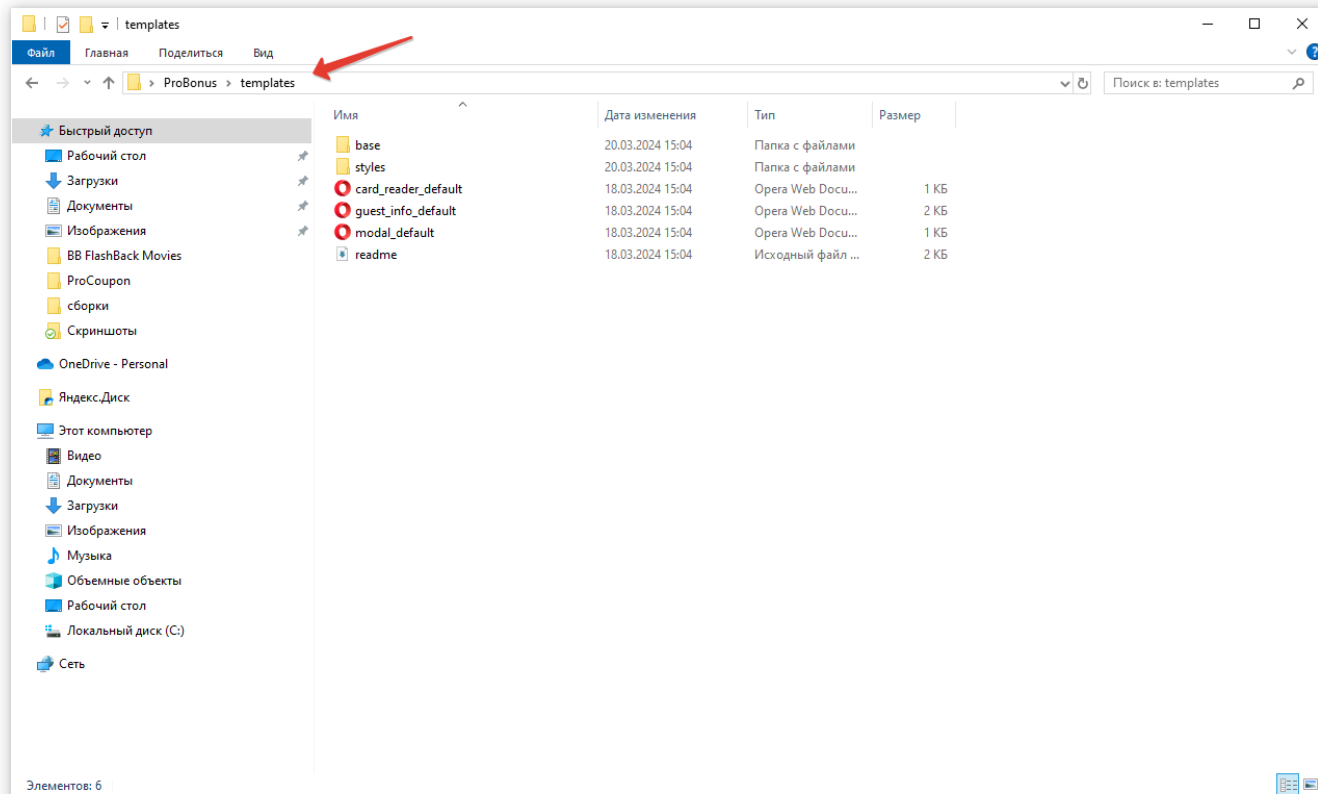 templates
Файл Главная Поделиться Вид
ProBonus templates Поиск в: templates
Имя Дата изменения Тип Размер
Быстрый доступ
Рабочий стол
Загрузки
Документы
Изображения
BB FlashBack Movies
ProCoupon
сборки
Скриншоты
OneDrive - Personal
Яндекс.Диск
Этот компьютер
Видео
Документы
Загрузки
Изображения
Музыка
Объемные объекты
Рабочий стол
Локальный диск (C:)
Сеть
base 20.03.2024 15:04 Папка с файлами
styles 20.03.2024 15:04 Папка с файлами
card_reader_default 18.03.2024 15:04 Opera Web Docu... 1 КБ
guest_info_default 18.03.2024 15:04 Opera Web Docu... 2 КБ
modal_default 18.03.2024 15:04 Opera Web Docu... 1 КБ
readme 18.03.2024 15:04 Исходный файл ... 2 КБ
Элементов: 6